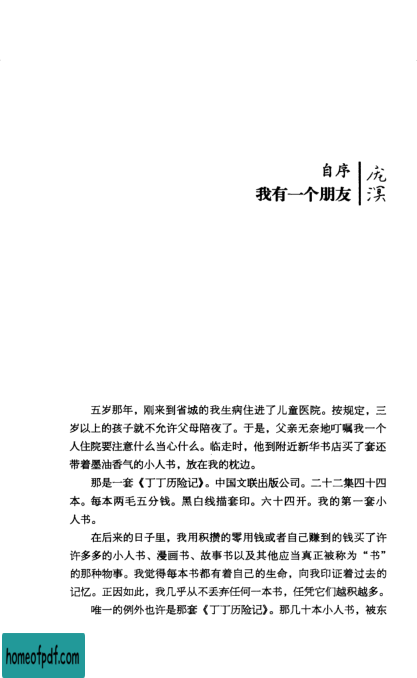 自序
我有一个朋友
庞溟
五岁那年，刚来到省城的我生病住进了儿童医院。按规定，三
岁以上的孩子就不允许父母陪夜了。于是，父亲无奈地叮嘱我一个
人住院要注意什么当心什么。临走时，他到附近新华书店买了套还
带着墨油香气的小人书，放在我的枕边。
那是一套《丁丁历险记》。中国文联出版公司。二十二集四十四
本。每本两毛五分钱。黑白线描套印。六十四开。我的第一套小
人书。
在后来的日子里，我用积攒的零用钱或者自己赚到的钱买了许
许多多的小人书、漫画书、故事书以及其他应当真正被称为“书”
的那种物事。我觉得每本书都有着自己的生命，向我印证着过去的
记忆。正因如此，我几乎从不丢弃任何一本书，任凭它们越积越多。
唯一的例外也许是那套《丁丁历险记》。那几十本小人书，被东
homeofpdf.com